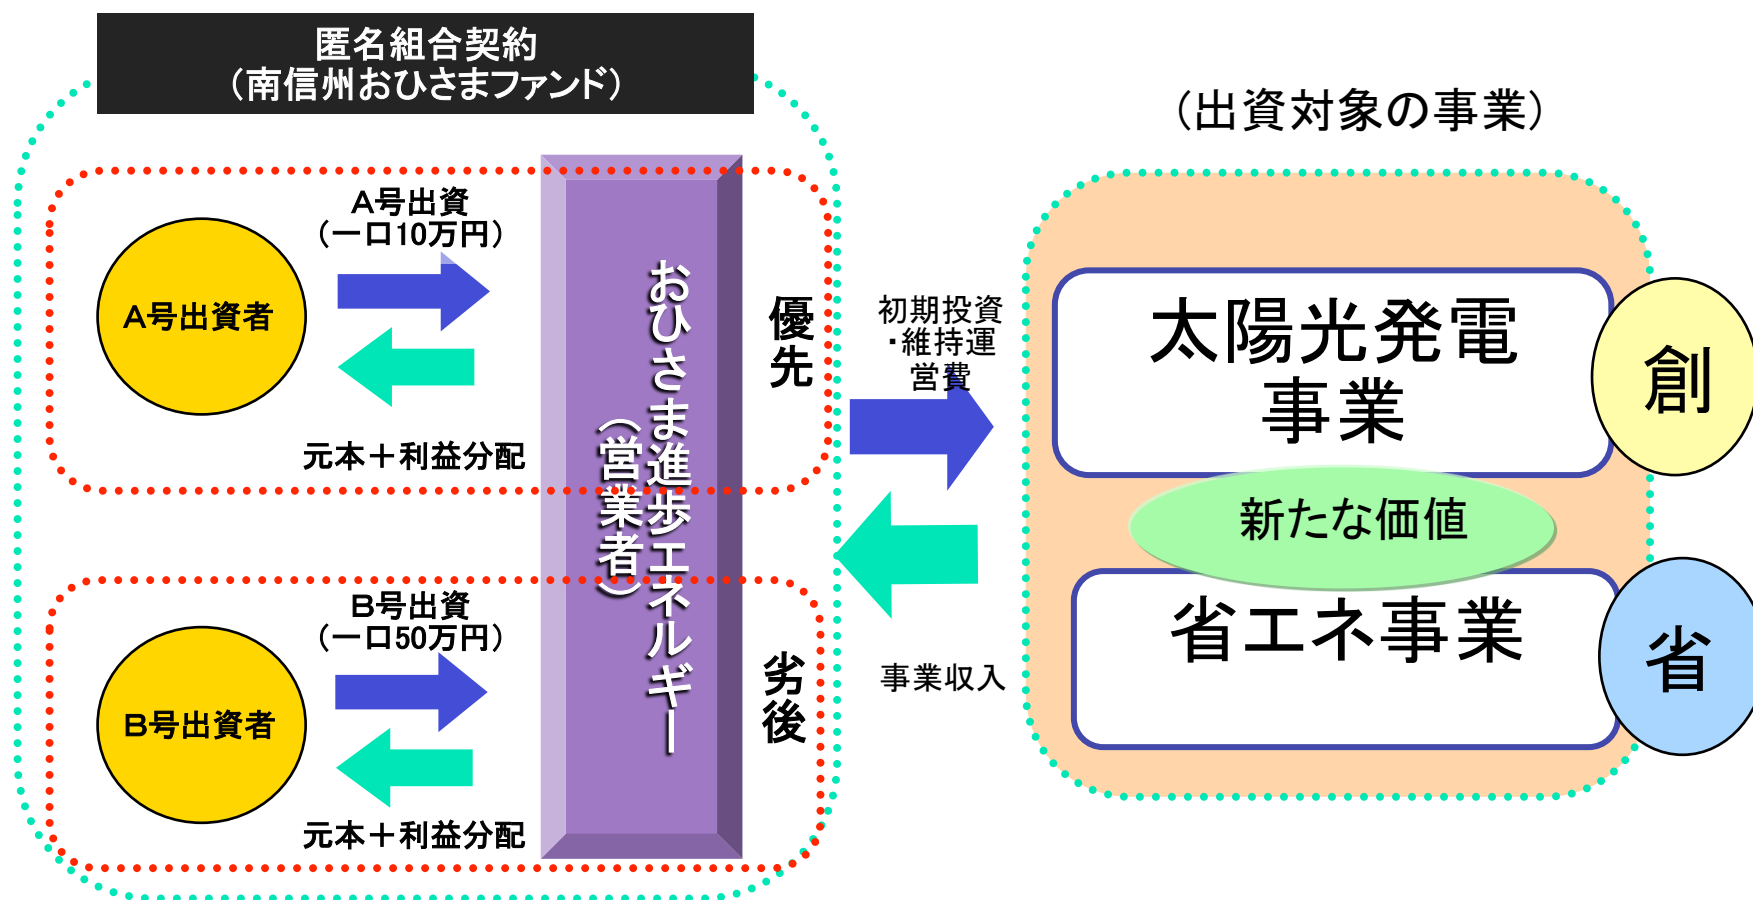 匿名組合契約
（南信州おひさまファンド）
A号出資
（一口10万円）
A号出資者
元本＋利益分配
B号出資
（一口50万円）
B号出資者
元本＋利益分配
おひさま進歩エネルギー
（営業者）
優先
劣後
初期投資
・維持運
営費
事業収入
（出資対象の事業）
太陽光発電
事業
創
新たな価値
省エネ事業
省